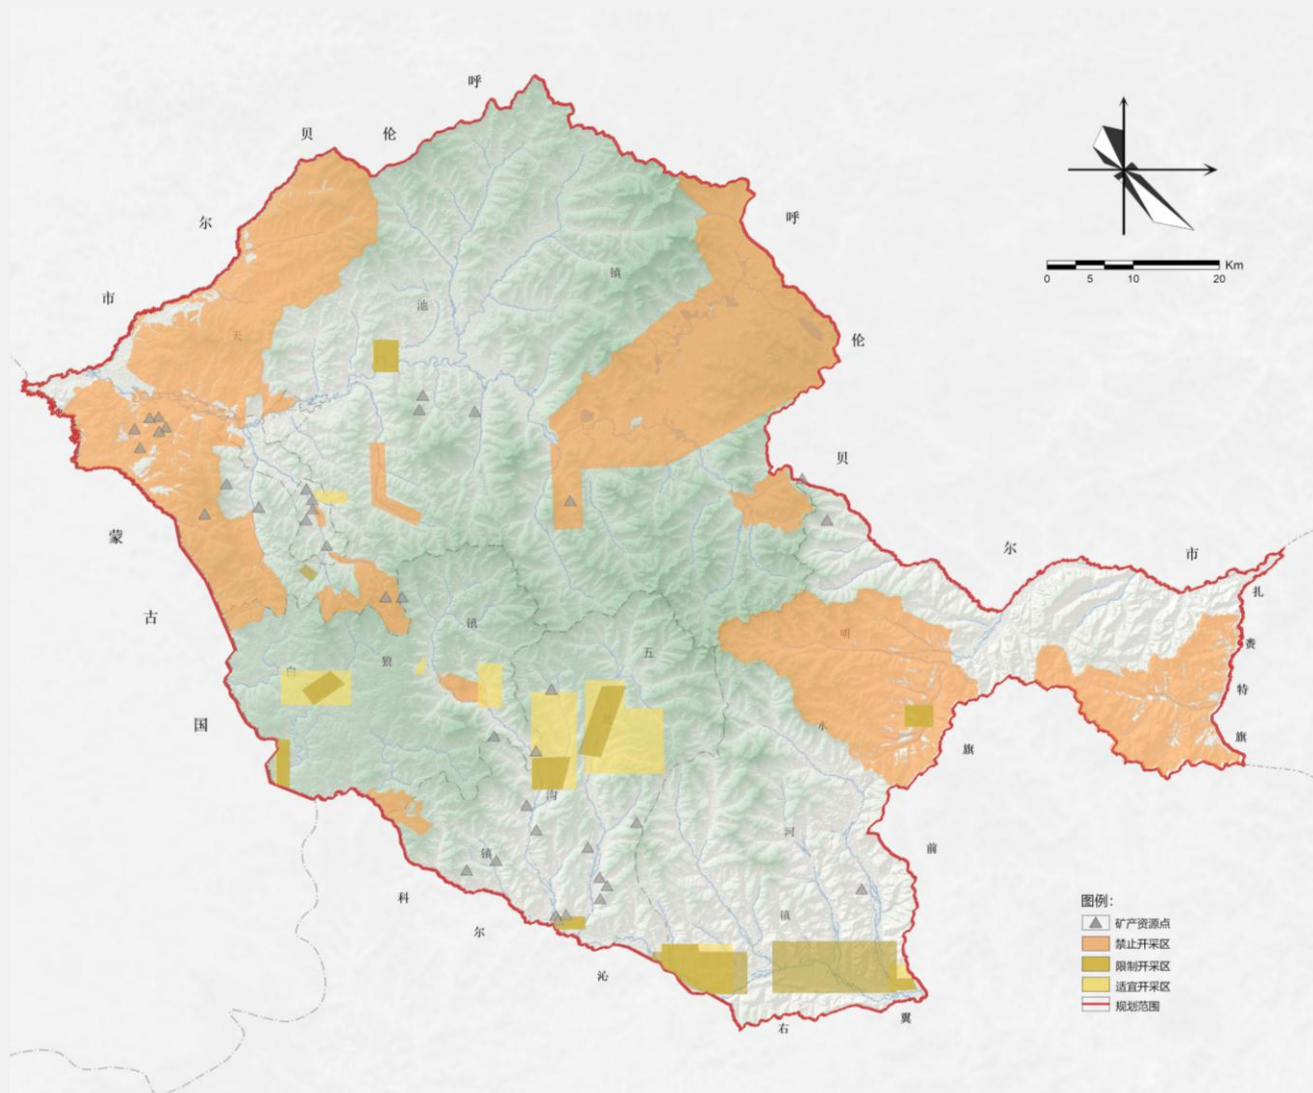 呼
伦
贝
尔
市
呼
伦
贝
尔
市
扎
赉
特
旗
蒙
古
国
科
尔
沁
右
翼
前
旗
天
池
镇
白
狼
镇
五
岔
沟
镇
明
水
河
镇
Km
0 5 10 20
图例：
矿产资源点
禁止开采区
限制开采区
适宜开采区
规划范围